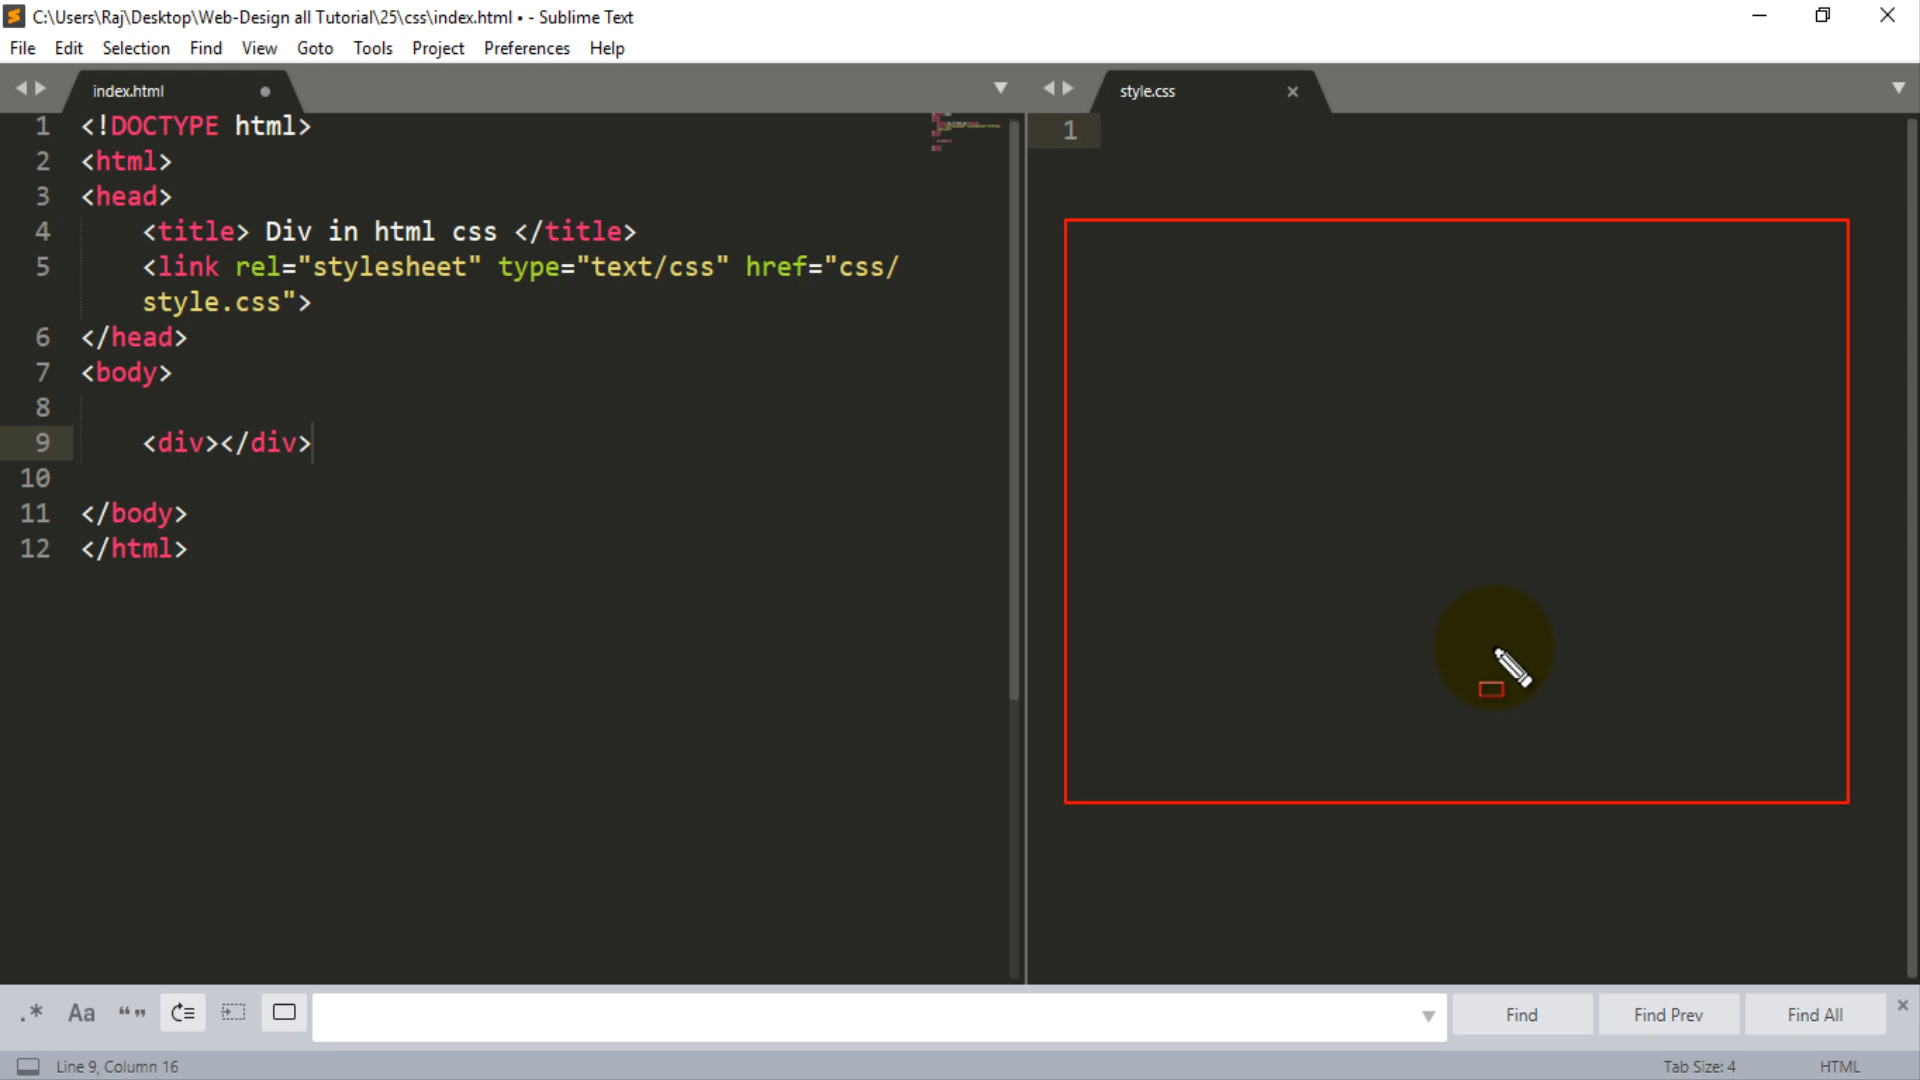 C:\Users\Raj\Desktop\Web-Design all Tutorial\25\css\index.html • - Sublime Text
File Edit Selection Find View Goto Tools Project Preferences Help
index.html
style.css
1 <!DOCTYPE html>
2 <html>
3 <head>
4 <title> Div in html css </title>
5 <link rel="stylesheet" type="text/css" href="css/
style.css">
6 </head>
7 <body>
8
9 <div></div>
10
11 </body>
12 </html>
1
.* Aa “ ”
Find Find Prev Find All
Line 9, Column 16
Tab Size: 4
HTML